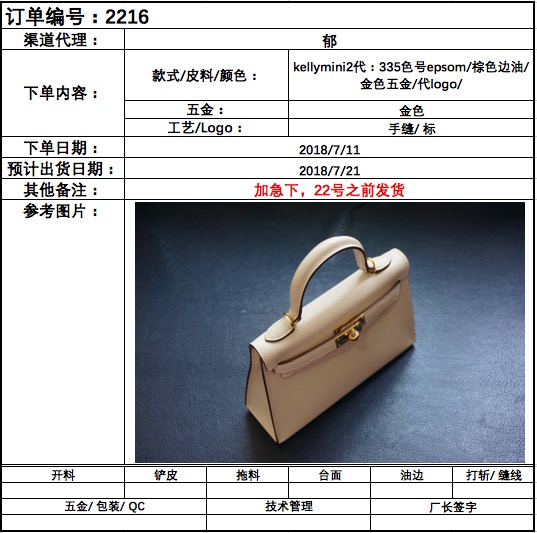 订单编号：2216
渠道代理： 郁
下单内容： 款式/皮料/颜色： kellymini2代：335色号epsom/棕色边油/
金色五金/代logo/
五金： 金色
工艺/Logo： 手缝/ 标
下单日期： 2018/7/11
预计出货日期： 2018/7/21
其他备注： 加急下，22号之前发货
参考图片：
开料 铲皮 拖料 台面 油边 打斩/ 缝线
五金/ 包装/ QC 技术管理 厂长签字